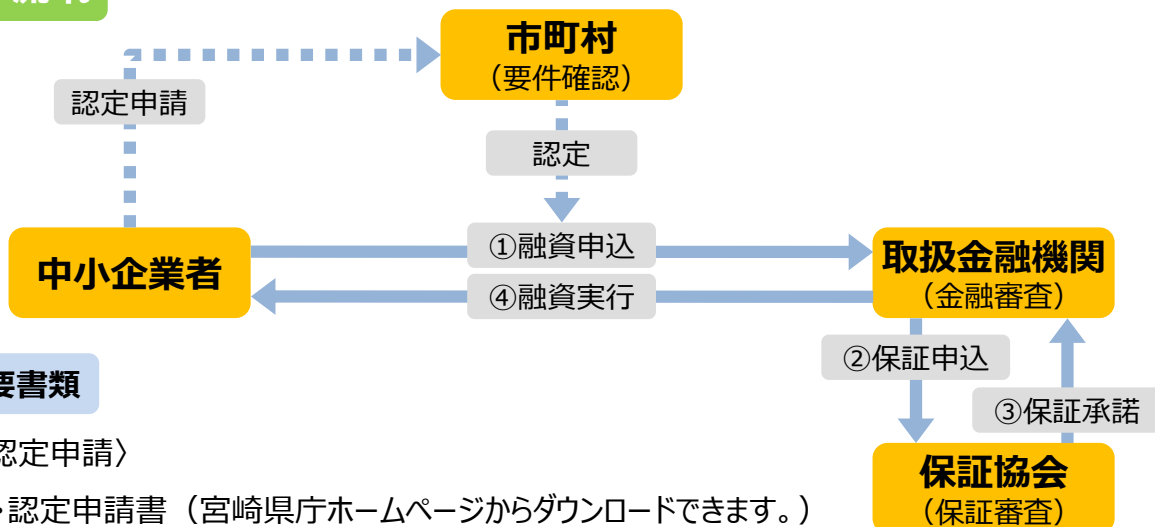 市町村
（要件確認）
認定申請
認定
①融資申込
中小企業者
取扱金融機関
（金融審査）
④融資実行
②保証申込
③保証承諾
要書類
認定申請〉
・認定申請書（宮崎県庁ホームページからダウンロードできます。）
保証協会
（保証審査）